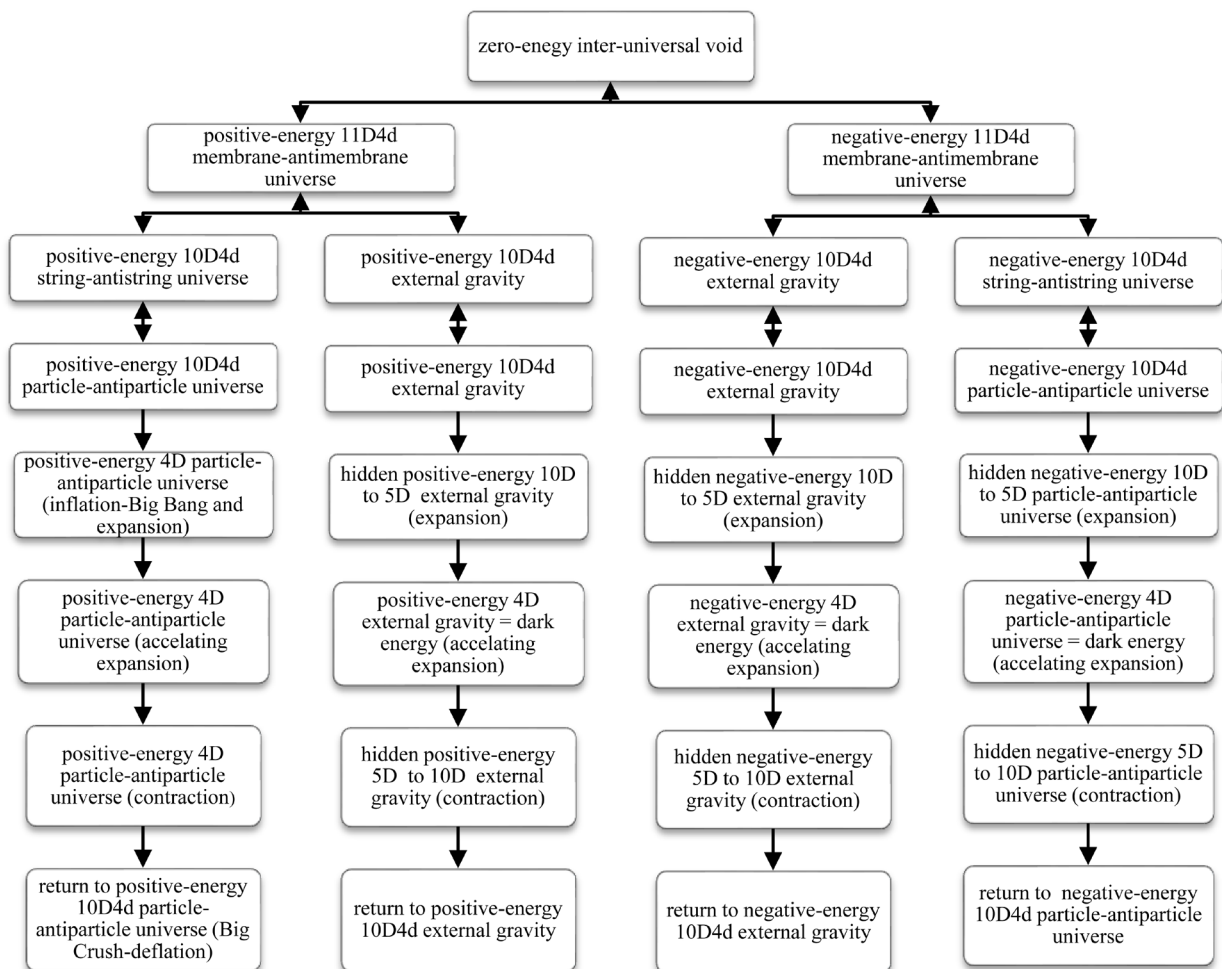 zero-enegy inter-universal void
positive-energy 11D4d
membrane-antimembrane
universe
negative-energy 11D4d
membrane-antimembrane
universe
positive-energy 10D4d
string-antistring universe
positive-energy 10D4d
external gravity
negative-energy 10D4d
external gravity
negative-energy 10D4d
string-antistring universe
positive-energy 10D4d
particle-antiparticle universe
positive-energy 10D4d
external gravity
negative-energy 10D4d
external gravity
negative-energy 10D4d
particle-antiparticle universe
positive-energy 4D particle-
antiparticle universe
(inflation-Big Bang and
expansion)
hidden positive-energy 10D
to 5D external gravity
(expansion)
hidden negative-energy 10D
to 5D external gravity
(expansion)
hidden negative-energy 10D
to 5D particle-antiparticle
universe (expansion)
positive-energy 4D
particle-antiparticle
universe (accelating
expansion)
positive-energy 4D
external gravity = dark
energy (accelating
expansion)
negative-energy 4D
external gravity = dark
energy (accelating
expansion)
negative-energy 4D
particle-antiparticle
universe = dark energy
(accelating expansion)
positive-energy 4D
particle-antiparticle
universe (contraction)
hidden positive-energy
5D to 10D external
gravity (contraction)
hidden negative-energy
5D to 10D external
gravity (contraction)
hidden negative-energy 5D
to 10D particle-antiparticle
universe (contraction)
return to positive-energy
10D4d particle-
antiparticle universe (Big
Crush-deflation)
return to positive-energy
10D4d external gravity
return to negative-energy
10D4d external gravity
return to negative-energy
10D4d particle-antiparticle
universe